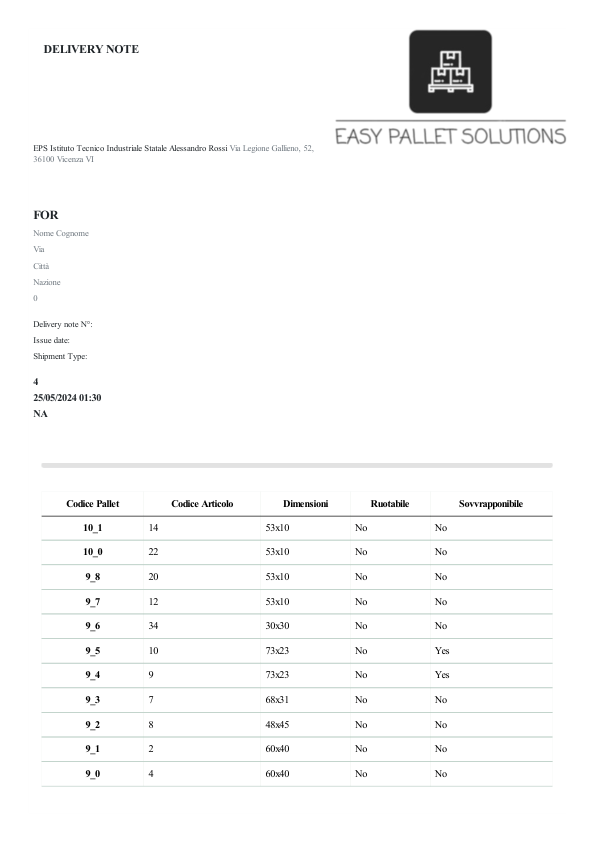 DELIVERY NOTE
EASY PALLET SOLUTIONS
EPS Istituto Tecnico Industriale Statale Alessandro Rossi Via Legione Gallieno, 52,
36100 Vicenza VI
FOR
Nome Cognome
Via
Città
Nazione
0
Delivery note N°:
Issue date:
Shipment Type:
4
25/05/2024 01:30
NA
Codice Pallet Codice Articolo Dimensioni Ruotabile Sovvrapponibile
10_1 14 53x10 No No
10_0 22 53x10 No No
9_8 20 53x10 No No
9_7 12 53x10 No No
9_6 34 30x30 No No
9_5 10 73x23 No Yes
9_4 9 73x23 No Yes
9_3 7 68x31 No No
9_2 8 48x45 No No
9_1 2 60x40 No No
9_0 4 60x40 No No